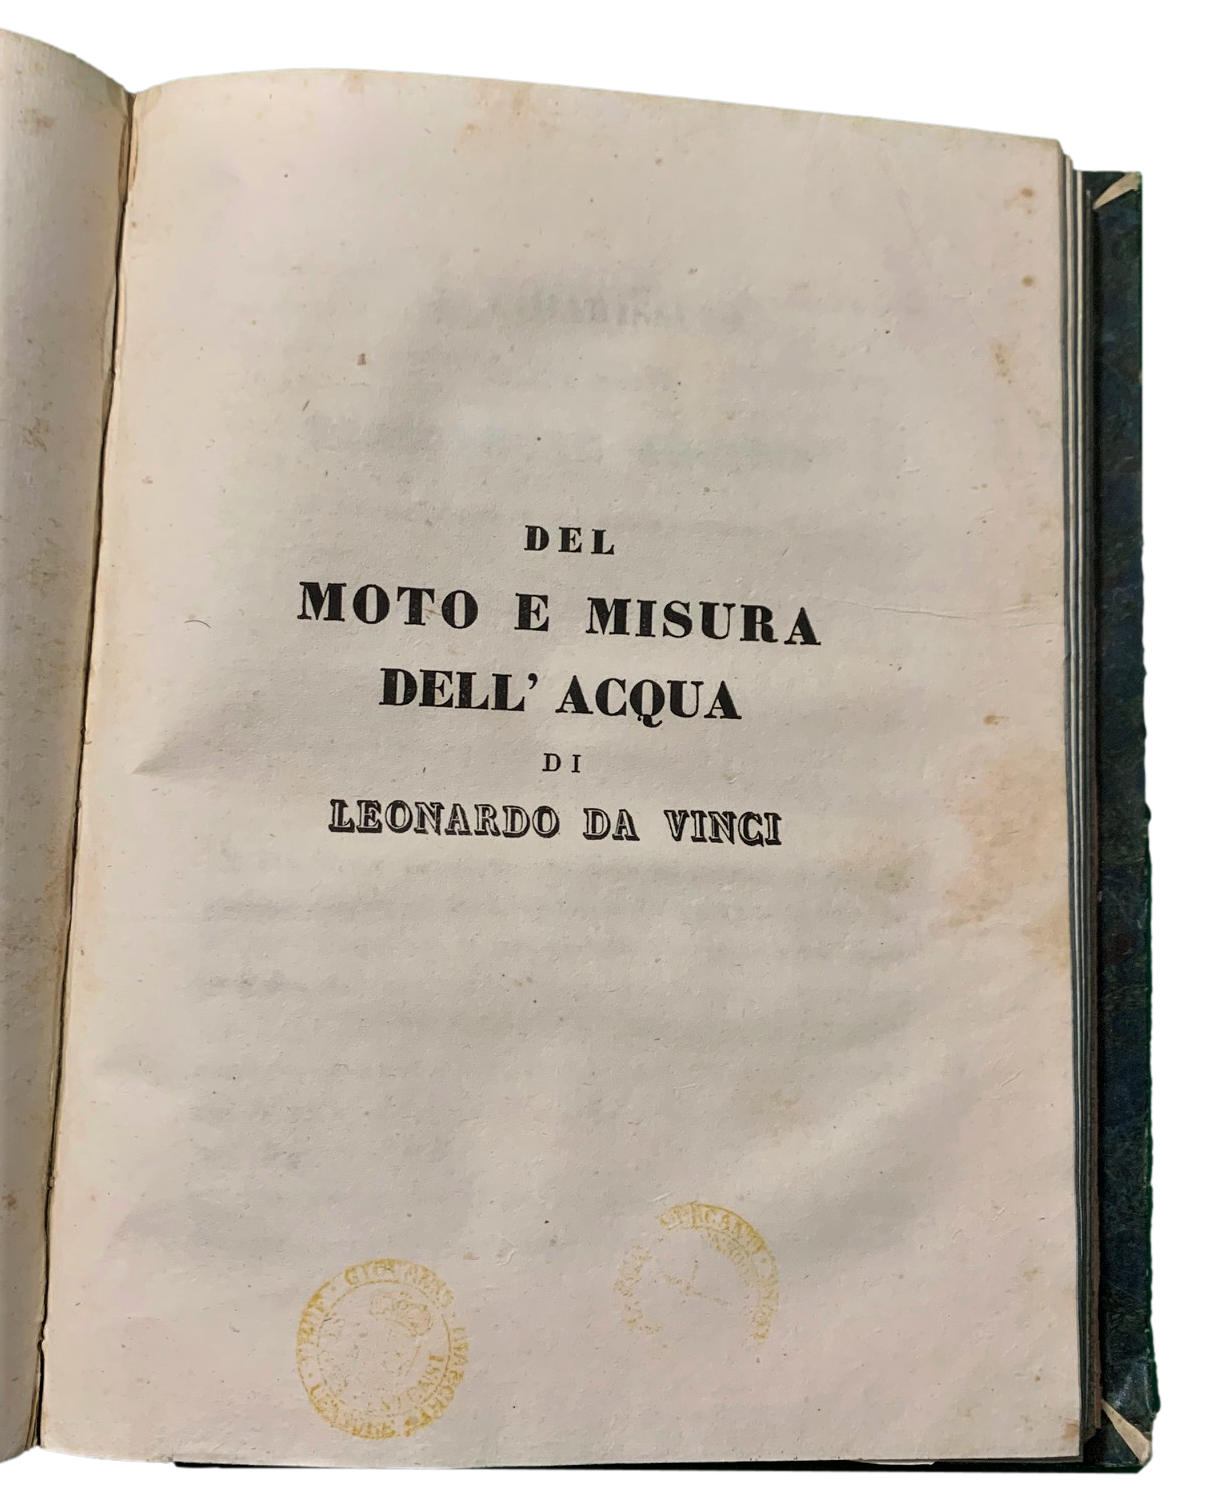 DEL
MOTO E MISURA
DELL' ACQUA
DI
LEONARDO DA VINCI